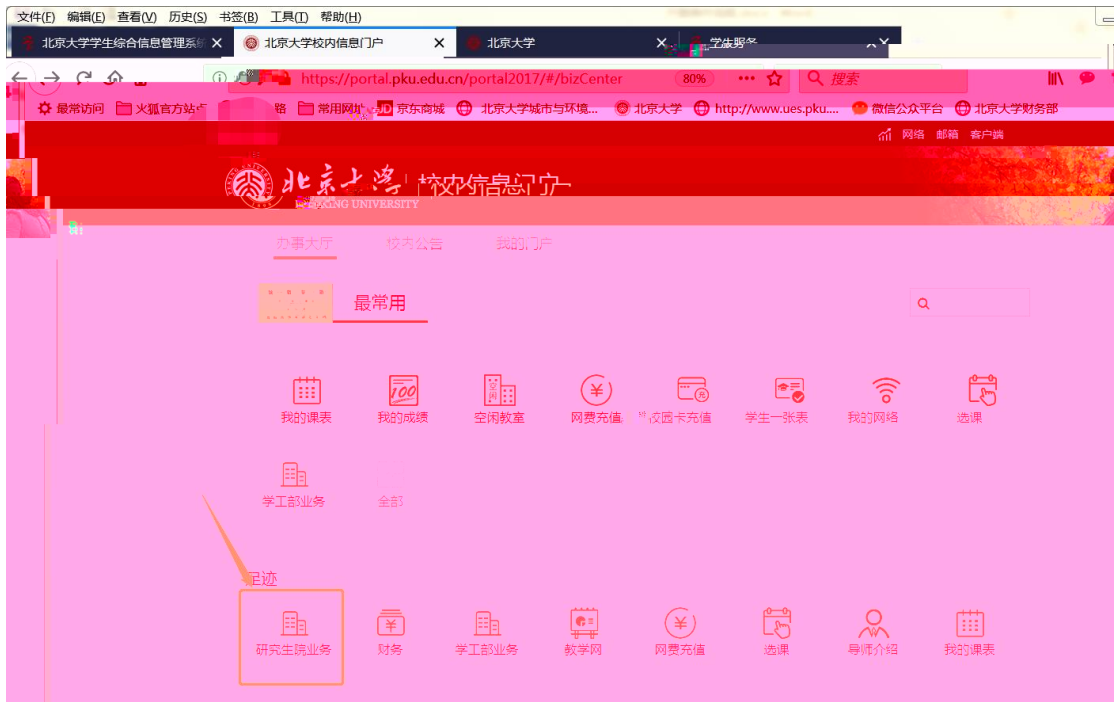 文件(F) 编辑(E) 查看(V) 历史(S) 书签(B) 工具(T) 帮助(H)
北京大学学生综合信息管理系统 北京大学校内信息门户 北京大学
https://portal.pku.edu.cn/portal2017/#/bizCenter 80% 搜索
最常访问 火狐官方站点 常用网址 JD 京东商城 北京大学城市与环境... 北京大学 http://www.ues.pku.... 微信公众平台 北京大学财务部
网络 邮箱 客户端
北京大学 校内信息门户
PEKING UNIVERSITY
办事大厅 校内公告 我的门户
最常用
100 空闲
我的课表 我的成绩 空闲教室 网费充值 校园卡充值 学生一张表 我的网络 选课
学工部业务 全部
足迹
研究生院业务 财务 学工部业务 教学网 网费充值 选课 导师介绍 我的课表